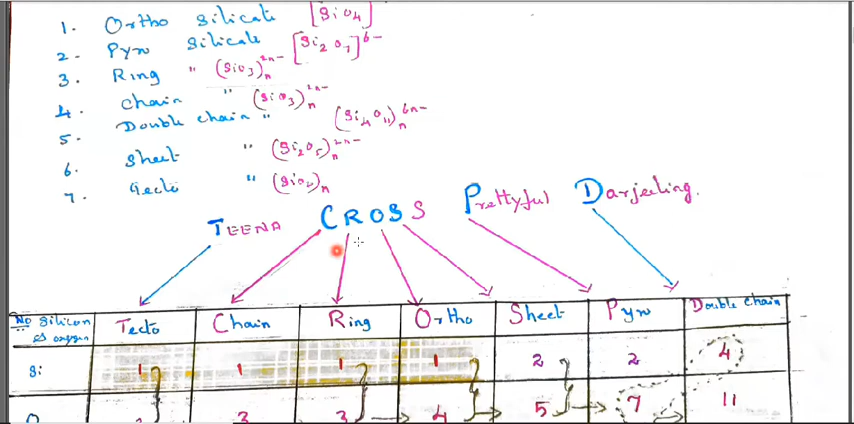 1. Ortho silicate [SiO4]
2. Pyro silicate [Si2O7]6-
3. Ring " (SiO3)n2n-
4. Chain " (SiO3)n2n-
5. Double chain " (Si4O11)n6n-
6. Sheet " (Si2O5)n2n-
7. Tecto " (SiO2)n
TEENA CROSS Prettyful Darjeeling.
No Silicon & oxygen Tecto Chain Ring Ortho Sheet Pyro Double Chain
Si 1 1 1 1 2 2 4
O 3 3 4 5 7 11